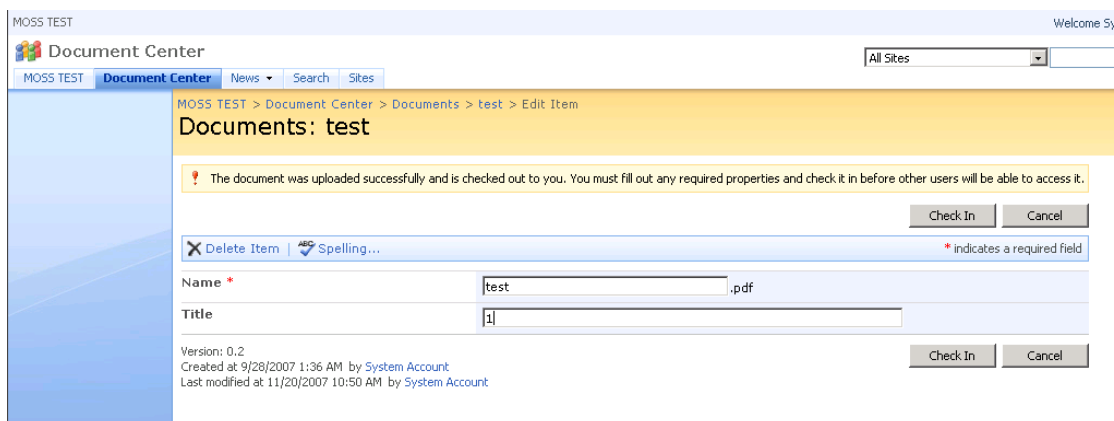 MOSS TEST
Welcome Sy
Document Center
All Sites
MOSS TEST Document Center News Search Sites
MOSS TEST > Document Center > Documents > test > Edit Item
Documents: test
The document was uploaded successfully and is checked out to you. You must fill out any required properties and check it in before other users will be able to access it.
Check In Cancel
Delete Item | ABC Spelling... * indicates a required field
Name * test .pdf
Title 1
Version: 0.2
Check In Cancel
Created at 9/28/2007 1:36 AM by System Account
Last modified at 11/20/2007 10:50 AM by System Account